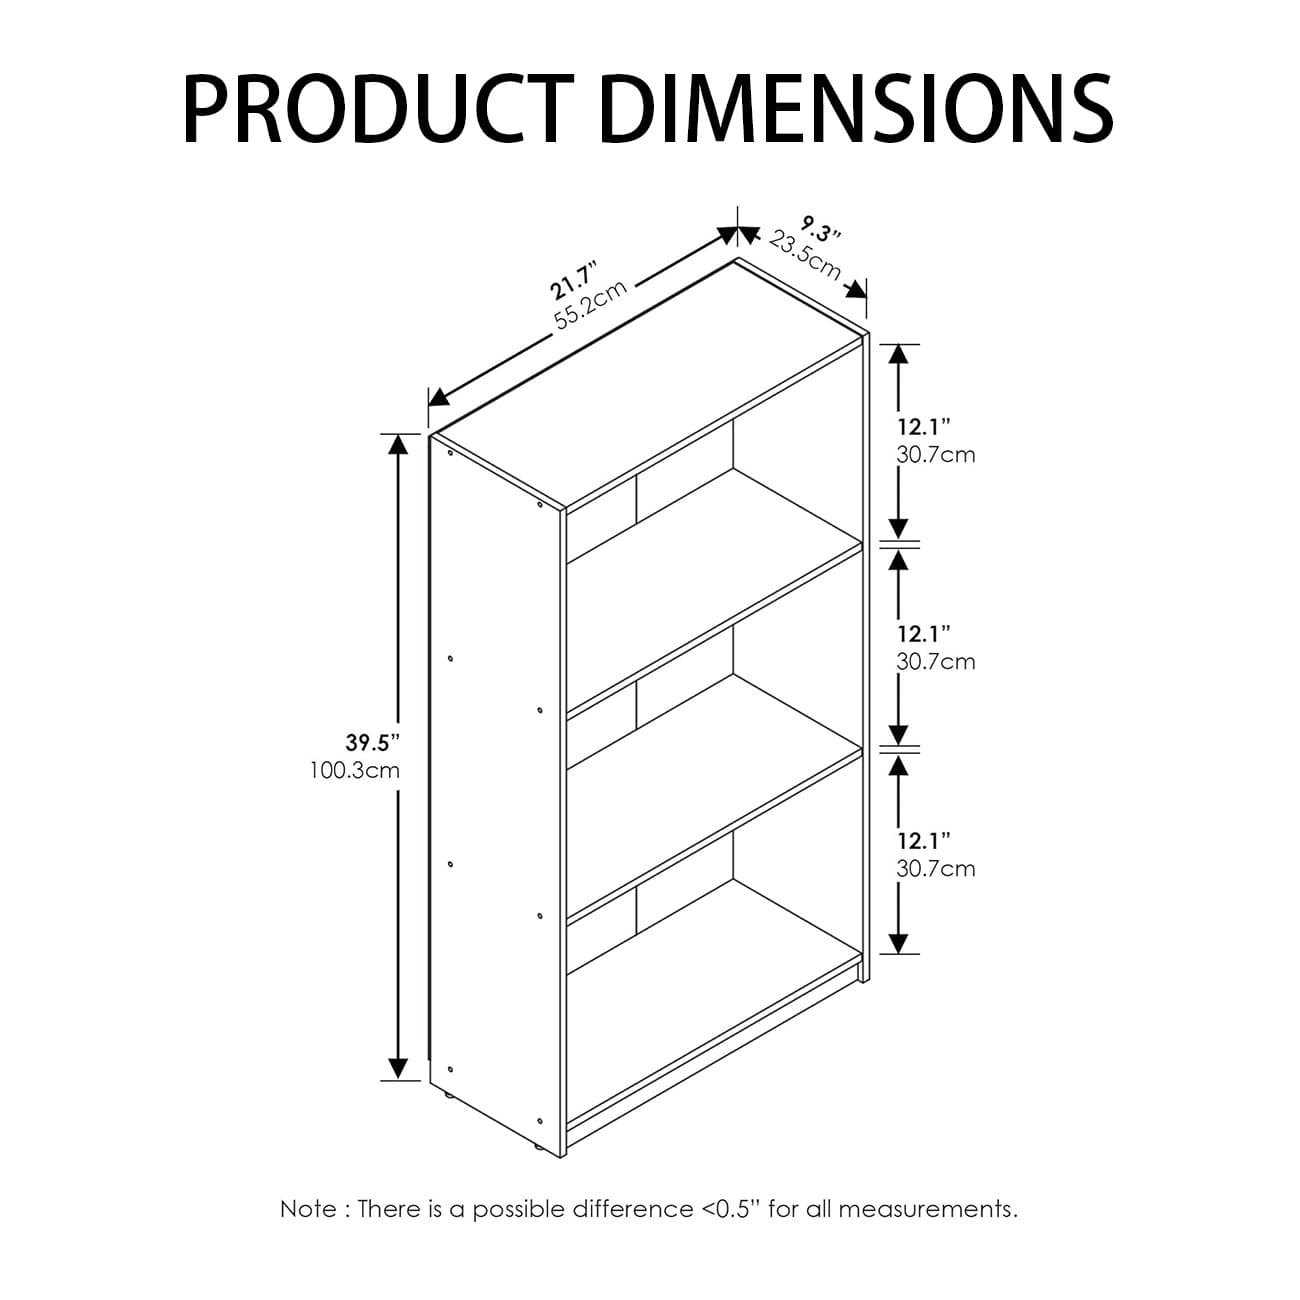 PRODUCT DIMENSIONS
21.7”
55.2cm
9.3”
23.5cm
12.1”
30.7cm
12.1”
30.7cm
39.5”
100.3cm
12.1”
30.7cm
Note : There is a possible difference <0.5” for all measurements.